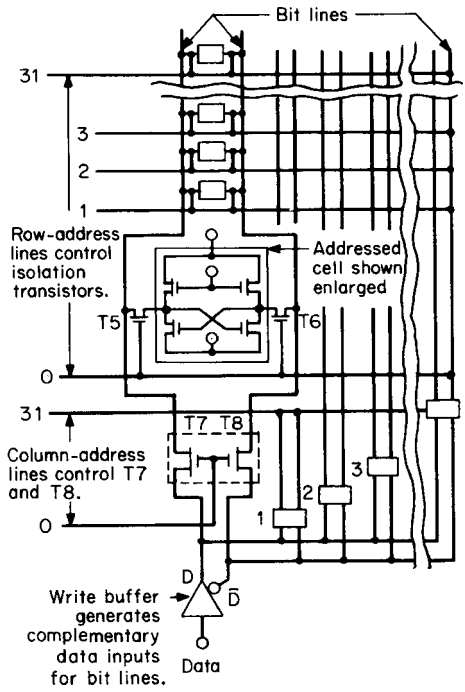 Bit lines
31
3
2
1
Row-address
lines control
isolation
transistors.
Addressed
cell shown
enlarged
T5
T6
0
31
T7 T8
Column-address
lines control T7
and T8.
3
2
1
0
D
D̅
Write buffer
generates
complementary
data inputs
for bit lines.
Data